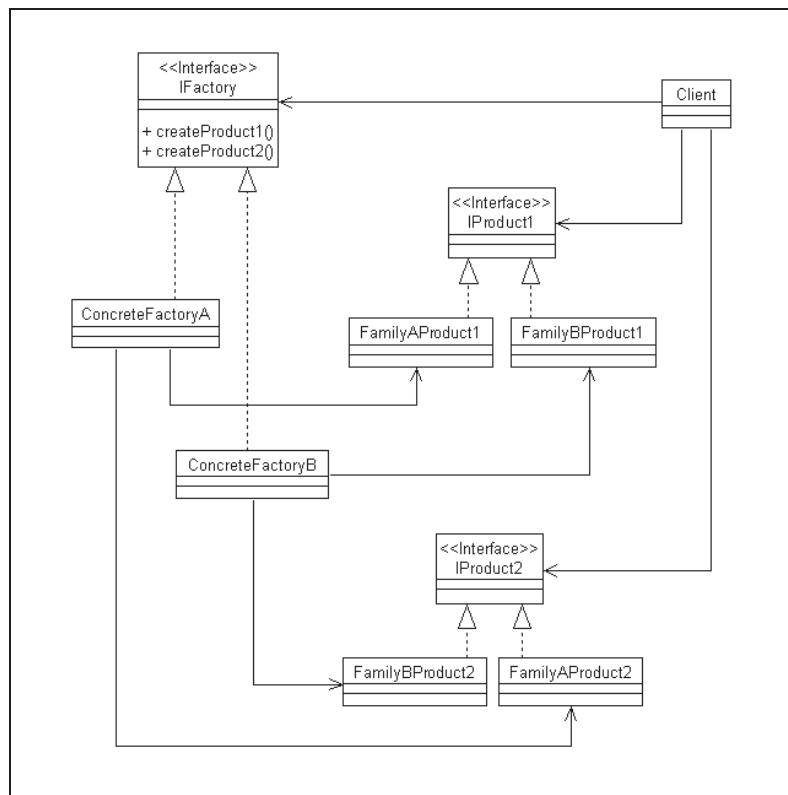 <<Interface>>
IFactory
+ createProduct1()
+ createProduct2()
Client
<<Interface>>
IProduct1
ConcreteFactoryA
FamilyAProduct1
FamilyBProduct1
ConcreteFactoryB
<<Interface>>
IProduct2
FamilyBProduct2
FamilyAProduct2